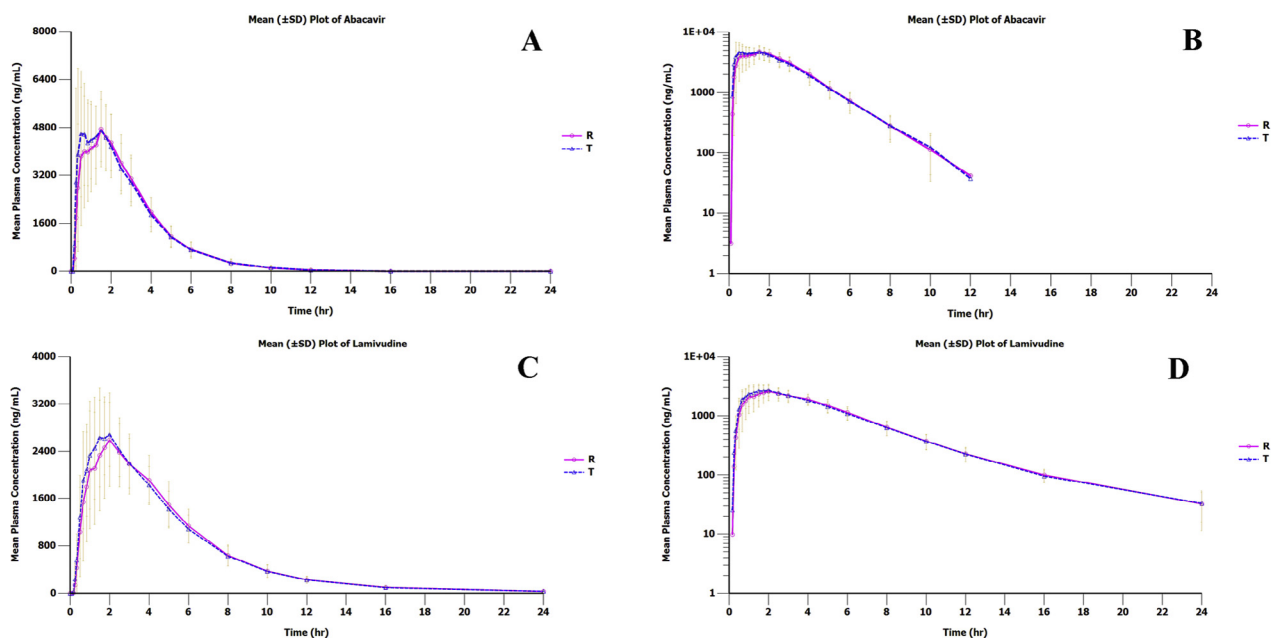 Mean (±SD) Plot of Abacavir
A
Mean Plasma Concentration (ng/mL)
8000
6400
4800
3200
1600
0
0 2 4 6 8 10 12 14 16 18 20 22 24
Time (hr)
R
T
Mean (±SD) Plot of Abacavir
B
Mean Plasma Concentration (ng/mL)
1E+04
1000
100
10
1
0 2 4 6 8 10 12 14 16 18 20 22 24
Time (hr)
R
T
Mean (±SD) Plot of Lamivudine
C
Mean Plasma Concentration (ng/mL)
4000
3200
2400
1600
800
0
0 2 4 6 8 10 12 14 16 18 20 22 24
Time (hr)
R
T
Mean (±SD) Plot of Lamivudine
D
Mean Plasma Concentration (ng/mL)
1E+04
1000
100
10
1
0 2 4 6 8 10 12 14 16 18 20 22 24
Time (hr)
R
T